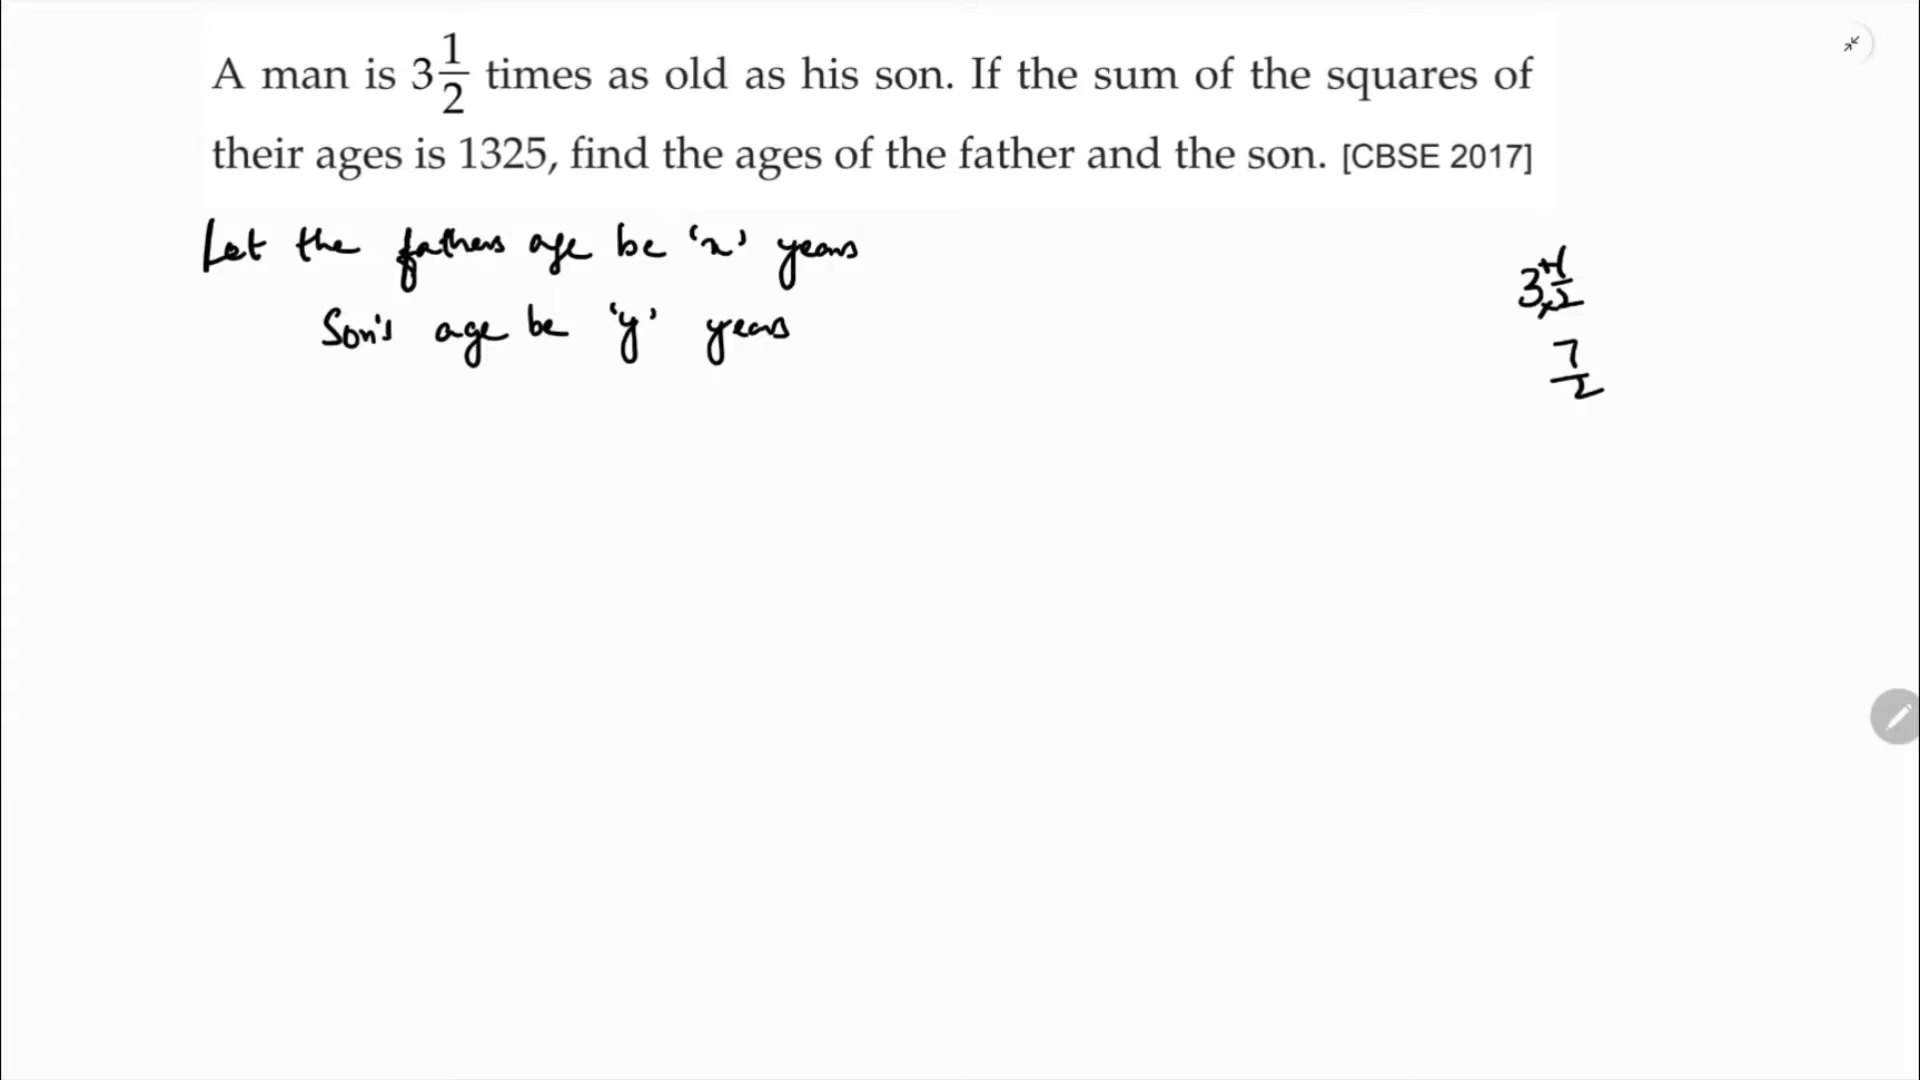 A man is 3 1/2 times as old as his son. If the sum of the squares of
their ages is 1325, find the ages of the father and the son. [CBSE 2017]
Let the fathers age be 'x' years
Son's age be 'y' years
3 +1/×2
7/2